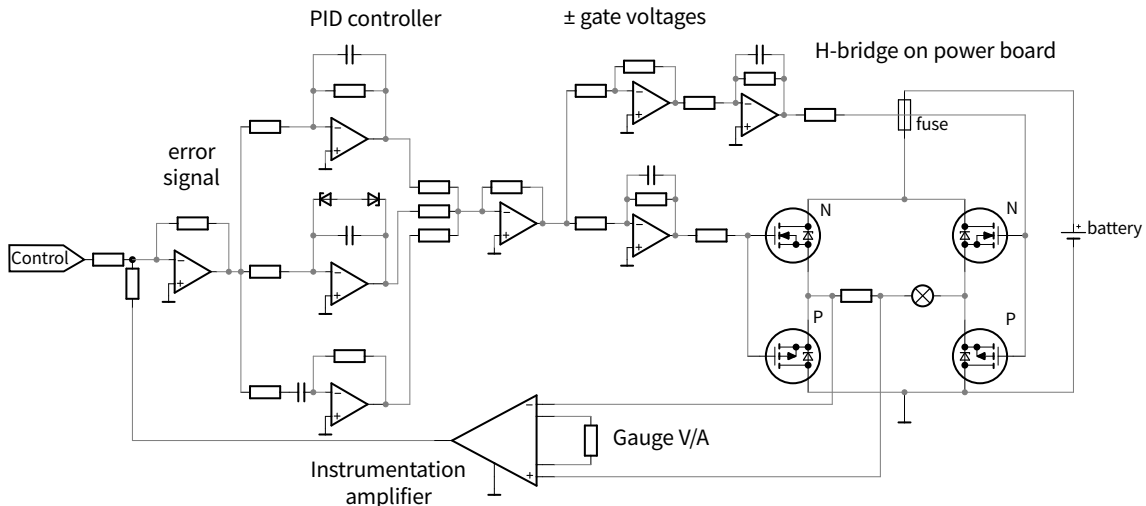 PID controller
± gate voltages
H-bridge on power board
fuse
error
signal
N
N
Control
battery
P
P
Gauge V/A
Instrumentation
amplifier